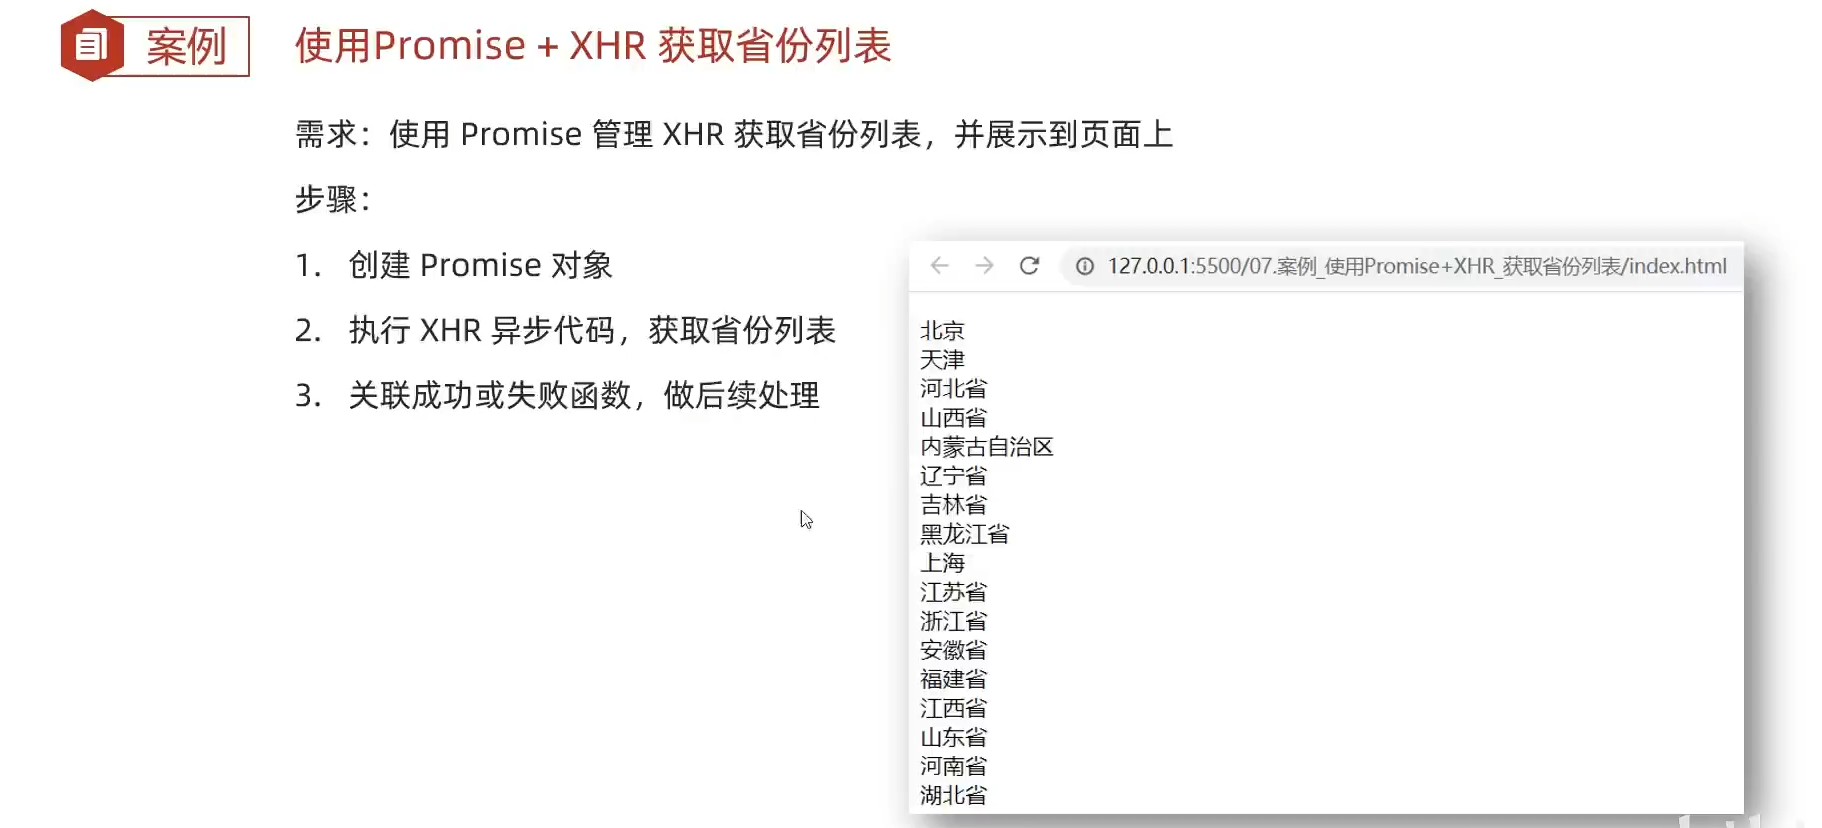 案例
使用Promise + XHR 获取省份列表
需求：使用 Promise 管理 XHR 获取省份列表，并展示到页面上
步骤：
1. 创建 Promise 对象
2. 执行 XHR 异步代码，获取省份列表
3. 关联成功或失败函数，做后续处理
127.0.0.1:5500/07.案例_使用Promise+XHR_获取省份列表/index.html
北京
天津
河北省
山西省
内蒙古自治区
辽宁省
吉林省
黑龙江省
上海
江苏省
浙江省
安徽省
福建省
江西省
山东省
河南省
湖北省